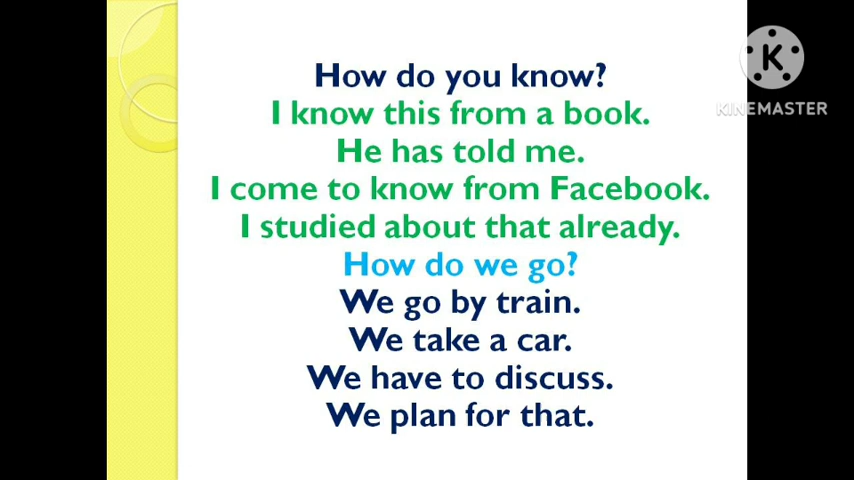 How do you know?
I know this from a book.
He has told me.
I come to know from Facebook.
I studied about that already.
How do we go?
We go by train.
We take a car.
We have to discuss.
We plan for that.
K
KINEMASTER